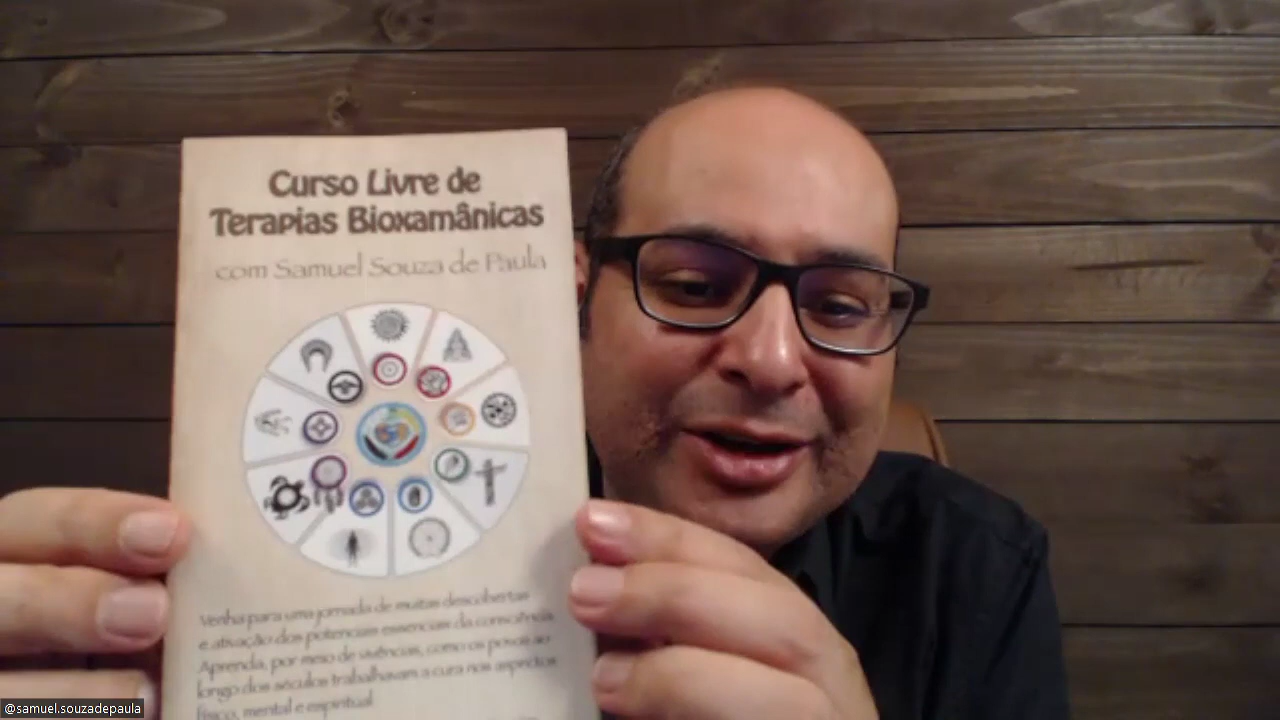 Curso Livre de
Terapias Bioxamânicas
com Samuel Souza de Paula
Venha para uma jornada de muitas descobertas
e ativação dos potenciais essenciais da consciência
Aprenda, por meio de vivências, como os povos ao
longo dos séculos trabalhavam a cura nos aspectos
físico, mental e espiritual
@samuel.souzadepaula